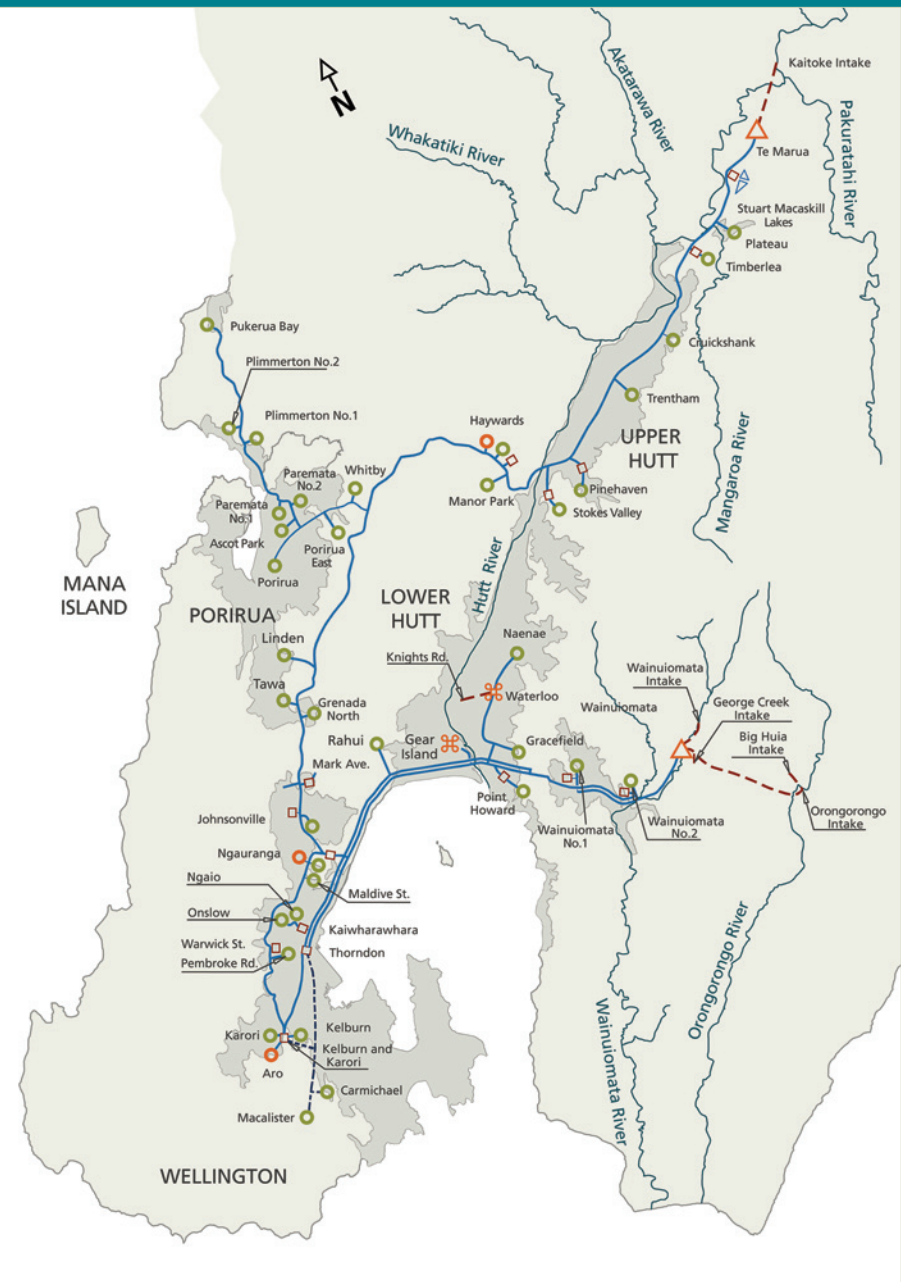 Kaitoke Intake
Akatarawa River
N
Whakatiki River
Pakuratahi River
Te Marua
Stuart Macaskill
Lakes
Plateau
Timberlea
Pukerua Bay
Cruickshank
Plimmerton No.2
Trentham
Plimmerton No.1
Haywards
UPPER
HUTT
Mangaroa River
Paremata
No.2
Whitby
Manor Park
Pinehaven
Stokes Valley
Paremata
No.1
Ascot Park
Porirua
East
Porirua
MANA
ISLAND
Hutt River
LOWER
HUTT
PORIRUA
Linden
Naenae
Knights Rd.
Wainuiomata
Intake
Tawa
Waterloo
Wainuiomata
George Creek
Intake
Grenada
North
Big Huia
Intake
Rahui
Gear
Island
Gracefield
Mark Ave.
Point
Howard
Orongorongo
Intake
Johnsonville
Wainuiomata
No.1
Wainuiomata
No.2
Ngauranga
Ngaio
Maldive St.
Onslow
Kaiwharawhara
Warwick St.
Thorndon
Pembroke Rd.
Orongorongo River
Wainuiomata River
Karori
Kelburn
Kelburn and
Karori
Aro
Carmichael
Macalister
WELLINGTON